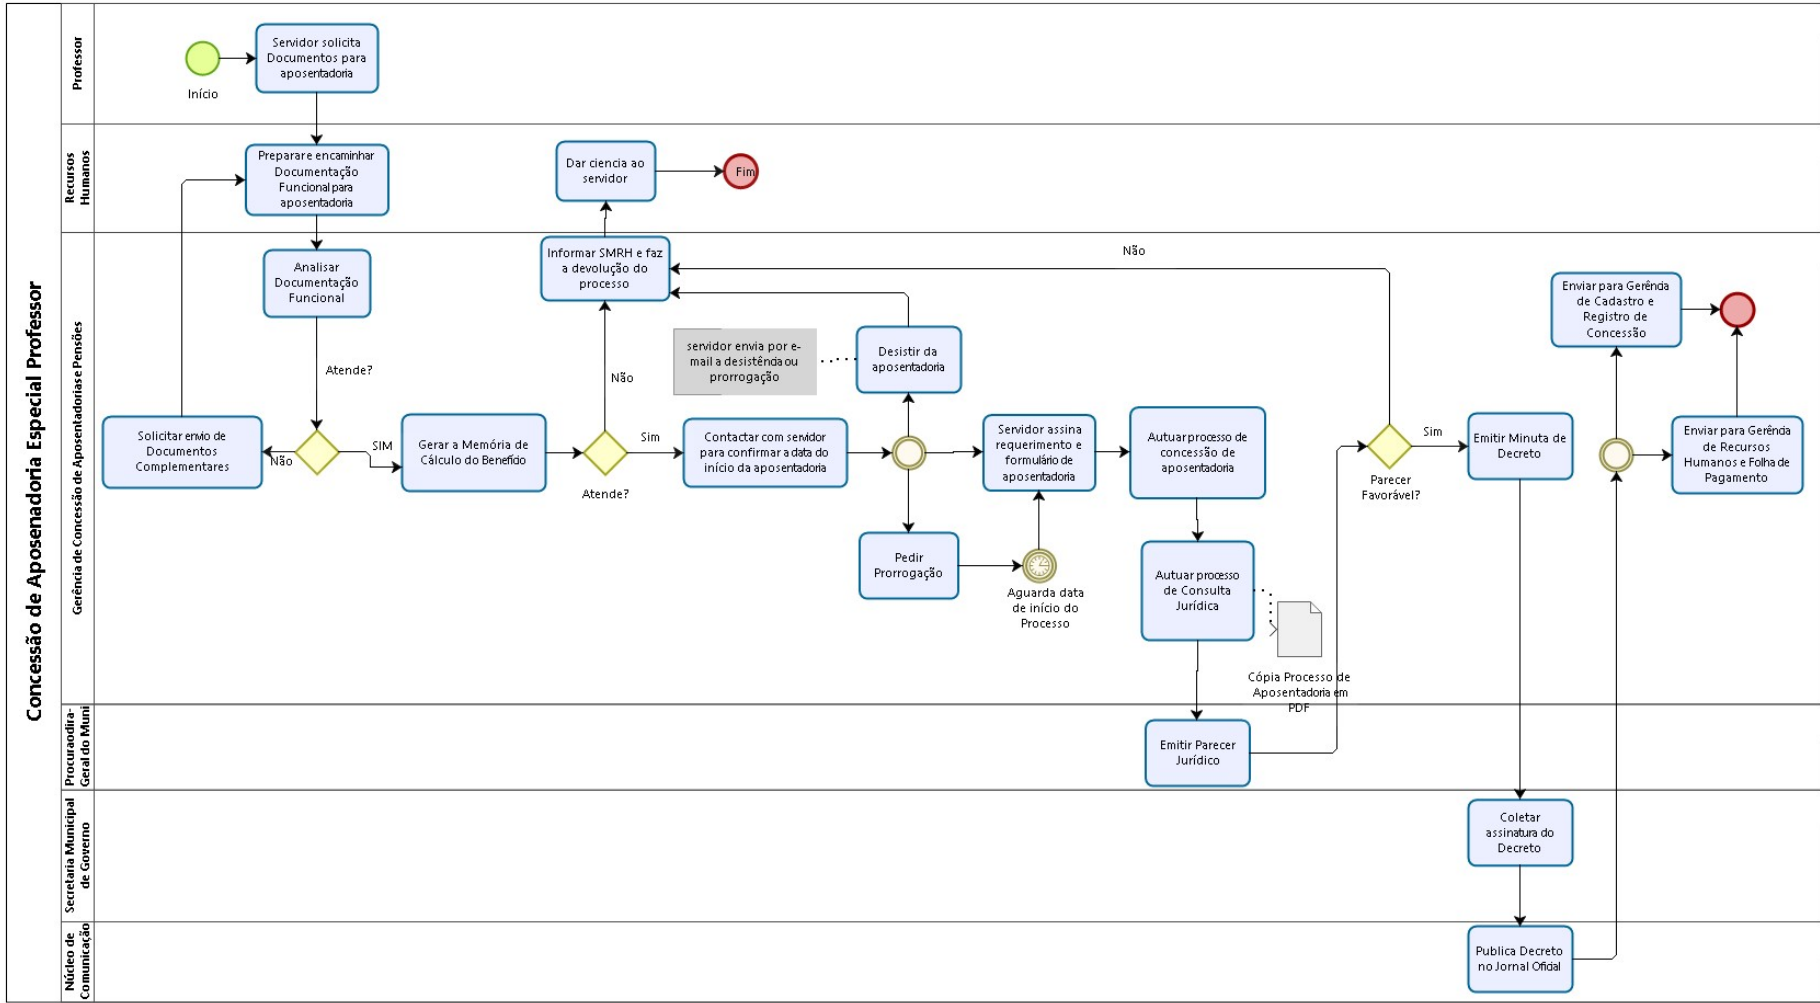 Concessão de Aposenadoria Especial Professor
Professor
Início
Servidor solicita
Documentos para
aposentadoria
Recursos
Humanos
Preparar e encaminhar
Documentação
Funcional para
aposentadoria
Dar ciencia ao
servidor
Fim
Gerência de Concessão de Aposentadorias e Pensões
Analisar
Documentação
Funcional
Atende?
Solicitar envio de
Documentos
Complementares
Não
SIM
Gerar a Memória de
Cálculo do Benefício
Atende?
Não
Sim
Informar SMRH e faz
a devolução do
processo
Contactar com servidor
para confirmar a data do
início da aposentadoria
servidor envia por e-
mail a desistência ou
prorrogação
Desistir da
aposentadoria
Pedir
Prorrogação
Aguarda data
de início do
Processo
Servidor assina
requerimento e
formulário de
aposentadoria
Autuar processo de
concessão de
aposentadoria
Autuar processo
de Consulta
Jurídica
Cópia Processo de
Aposentadoria em
PDF
Não
Parecer
Favorável?
Sim
Emitir Minuta de
Decreto
Enviar para Gerência
de Cadastro e
Registro de
Concessão
Enviar para Gerência
de Recursos
Humanos e Folha de
Pagamento
Procuraodira-
Geral do Muni
Emitir Parecer
Jurídico
Secretaria Municipal
de Governo
Coletar
assinatura do
Decreto
Núcleo de
Comunicação
Publica Decreto
no Jornal Oficial